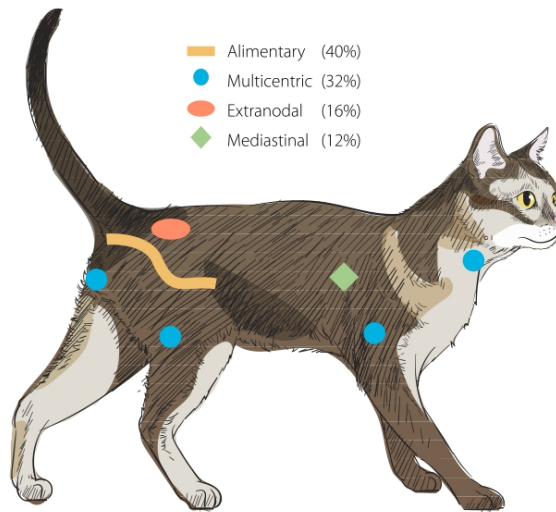 Alimentary (40%)
Multicentric (32%)
Extranodal (16%)
Mediastinal (12%)